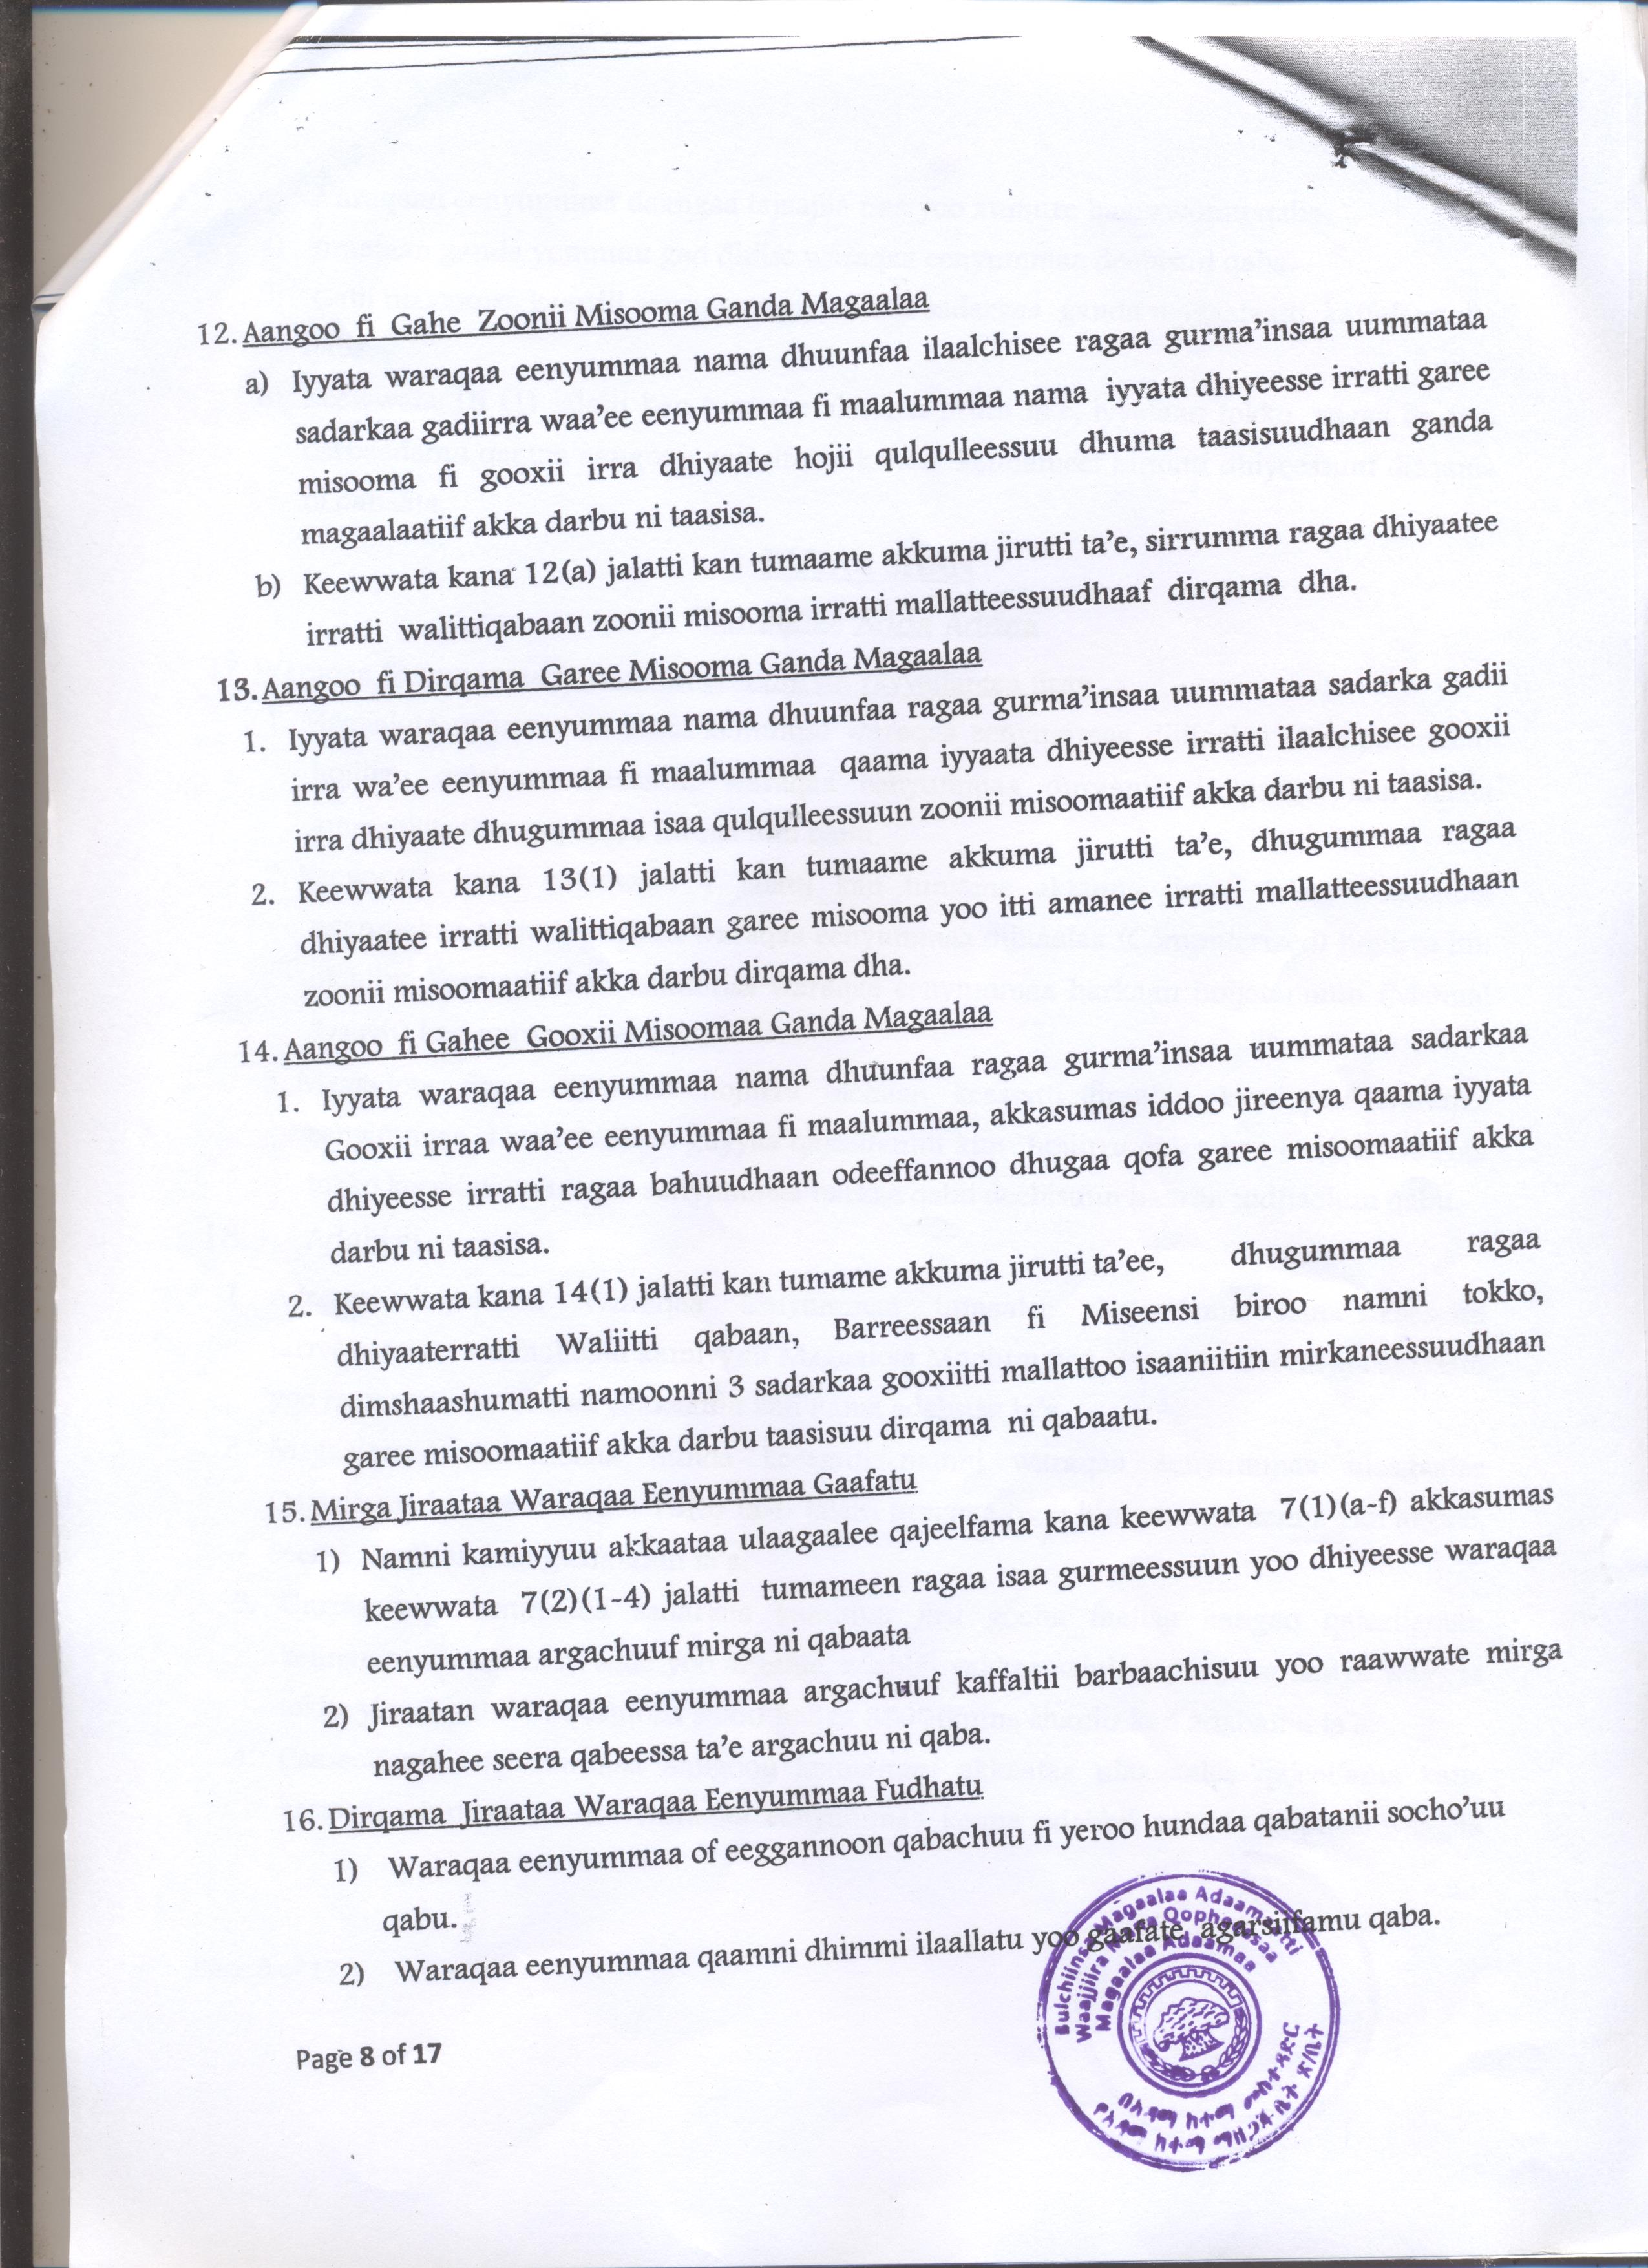 12. Aangoo fi Gahe Zoonii Misooma Ganda Magaalaa
a) Iyyata waraqaa eenyummaa nama dhuunfaa ilaalchisee ragaa gurma’insaa uummataa
sadarkaa gadiirra waa’ee eenyummaa fi maalummaa nama iyyata dhiyeesse irratti garee
misooma fi gooxii irra dhiyaate hojii qulqulleessuu dhuma taasisuudhaan ganda
magaalaatiif akka darbu ni taasisa.
b) Keewwata kana 12(a) jalatti kan tumaame akkuma jirutti ta’e, sirrumma ragaa dhiyaatee
irratti walittiqabaan zoonii misooma irratti mallatteessuudhaaf dirqama dha.
13. Aangoo fi Dirqama Garee Misooma Ganda Magaalaa
1. Iyyata waraqaa eenyummaa nama dhuunfaa ragaa gurma’insaa uummataa sadarka gadii
irra wa’ee eenyummaa fi maalummaa qaama iyyaata dhiyeesse irratti ilaalchisee gooxii
irra dhiyaate dhugummaa isaa qulqulleessuun zoonii misoomaatiif akka darbu ni taasisa.
2. Keewwata kana 13(1) jalatti kan tumaame akkuma jirutti ta’e, dhugummaa ragaa
dhiyaatee irratti walittiqabaan garee misooma yoo itti amanee irratti mallatteessuudhaan
zoonii misoomaatiif akka darbu dirqama dha.
14. Aangoo fi Gahee Gooxii Misoomaa Ganda Magaalaa
1. Iyyata waraqaa eenyummaa nama dhuunfaa ragaa gurma’insaa uummataa sadarkaa
Gooxii irraa waa’ee eenyummaa fi maalummaa, akkasumas iddoo jireenya qaama iyyata
dhiyeesse irratti ragaa bahuudhaan odeeffannoo dhugaa qofa garee misoomaatiif akka
darbu ni taasisa.
2. Keewwata kana 14(1) jalatti kan tumame akkuma jirutti ta’ee, dhugummaa ragaa
dhiyaaterratti Waliitti qabaan, Barreessaan fi Miseensi biroo namni tokko,
dimshaashumatti namoonni 3 sadarkaa gooxiitti mallattoo isaaniitiin mirkaneessuudhaan
garee misoomaatiif akka darbu taasisuu dirqama ni qabaatu.
15. Mirga Jiraataa Waraqaa Eenyummaa Gaafatu
1) Namni kamiyyuu akkaataa ulaagaalee qajeelfama kana keewwata 7(1)(a-f) akkasumas
keewwata 7(2)(1-4) jalatti tumameen ragaa isaa gurmeessuun yoo dhiyeesse waraqaa
eenyummaa argachuuf mirga ni qabaata
2) Jiraatan waraqaa eenyummaa argachuuf kaffaltii barbaachisuu yoo raawwate mirga
nagahee seera qabeessa ta’e argachuu ni qaba.
16. Dirqama Jiraataa Waraqaa Eenyummaa Fudhatu
1) Waraqaa eenyummaa of eeggannoon qabachuu fi yeroo hundaa qabatanii socho’uu
qabu.
2) Waraqaa eenyummaa qaamni dhimmi ilaallatu yoo gaafate agarsiifamu qaba.
Bulchiinsa Magaalaa Adaamaatti
Waajjira Mana Qopheessaa
Magaalaa Adaamaa
Page 8 of 17